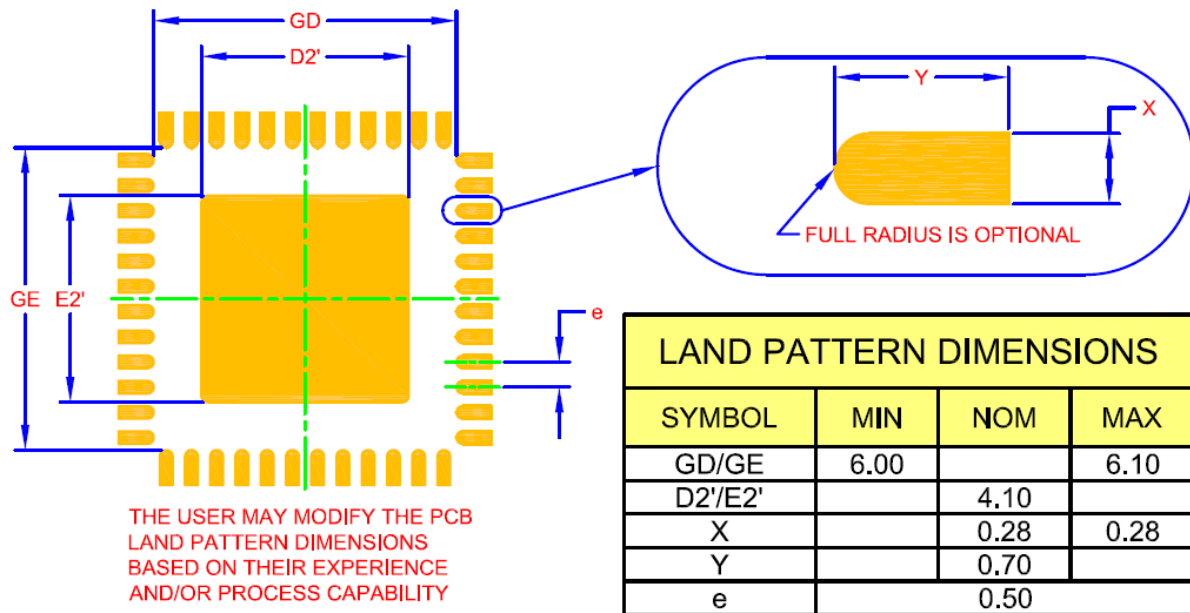 GD
D2'
Y
X
FULL RADIUS IS OPTIONAL
GE
E2'
e
THE USER MAY MODIFY THE PCB
LAND PATTERN DIMENSIONS
BASED ON THEIR EXPERIENCE
AND/OR PROCESS CAPABILITY
LAND PATTERN DIMENSIONS
SYMBOL MIN NOM MAX
GD/GE 6.00 6.10
D2'/E2' 4.10
X 0.28 0.28
Y 0.70
e 0.50